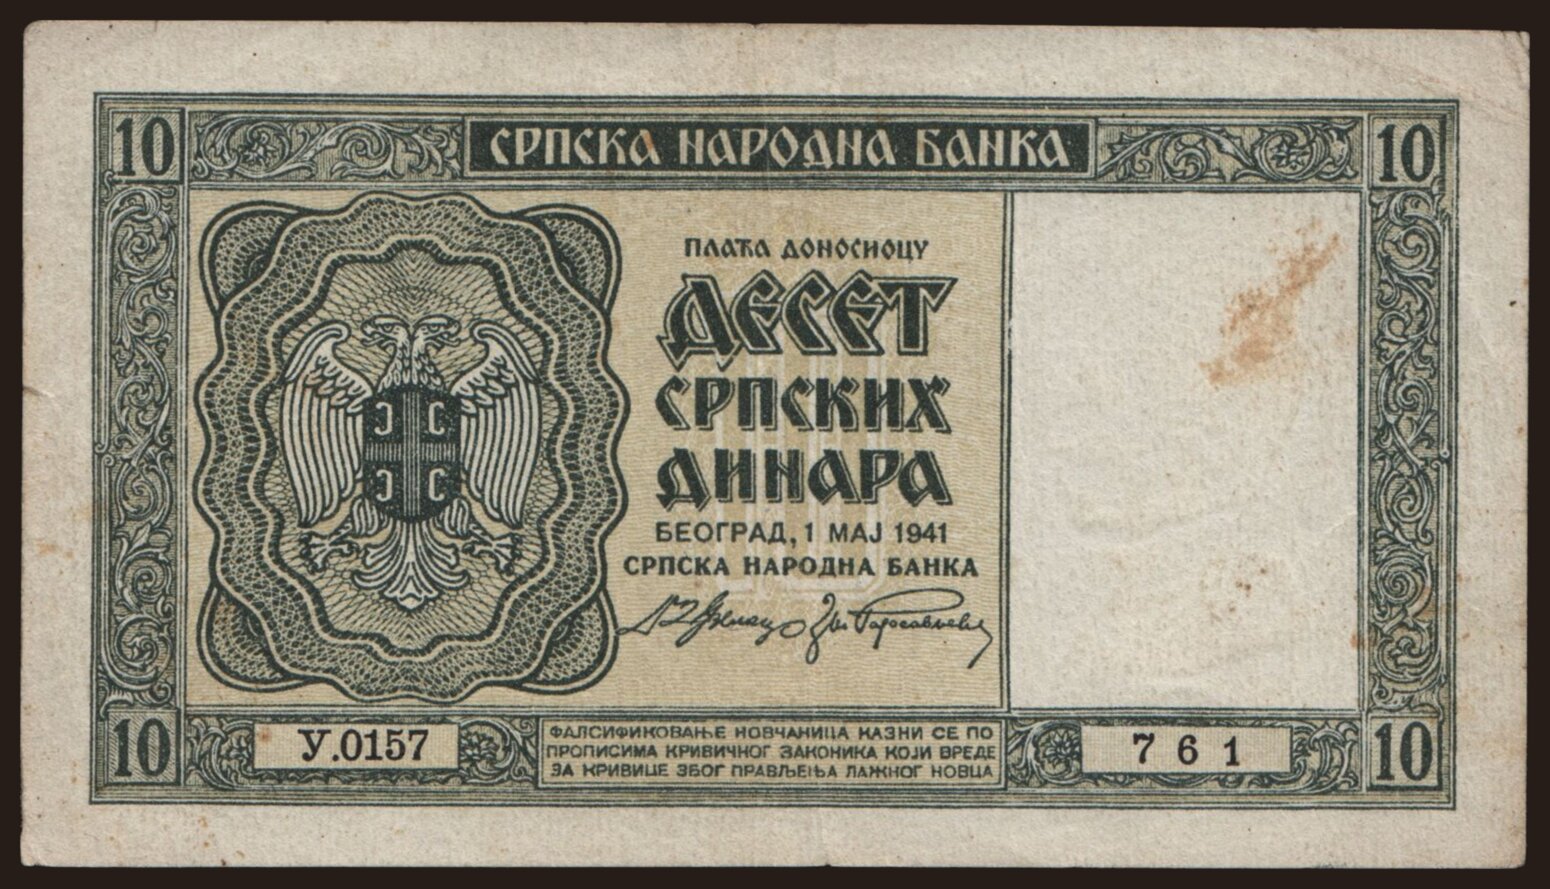 10 СРПСКА НАРОДНА БАНКА 10
ПЛАЋА ДОНОСИОЦУ
ДЕСЕТ
СРПСКИХ
ДИНАРА
БЕОГРАД, 1 МАЈ 1941
СРПСКА НАРОДНА БАНКА
10 У.0157
ФАЛСИФИКОВАЊЕ НОВЧАНИЦА КАЗНИ СЕ ПО
ПРОПИСИМА КРИВИЧНОГ ЗАКОНИКА КОЈИ ВРЕДЕ
ЗА КРИВИЦЕ ЗБОГ ПРАВЉЕЊА ЛАЖНОГ НОВЦА
761 10